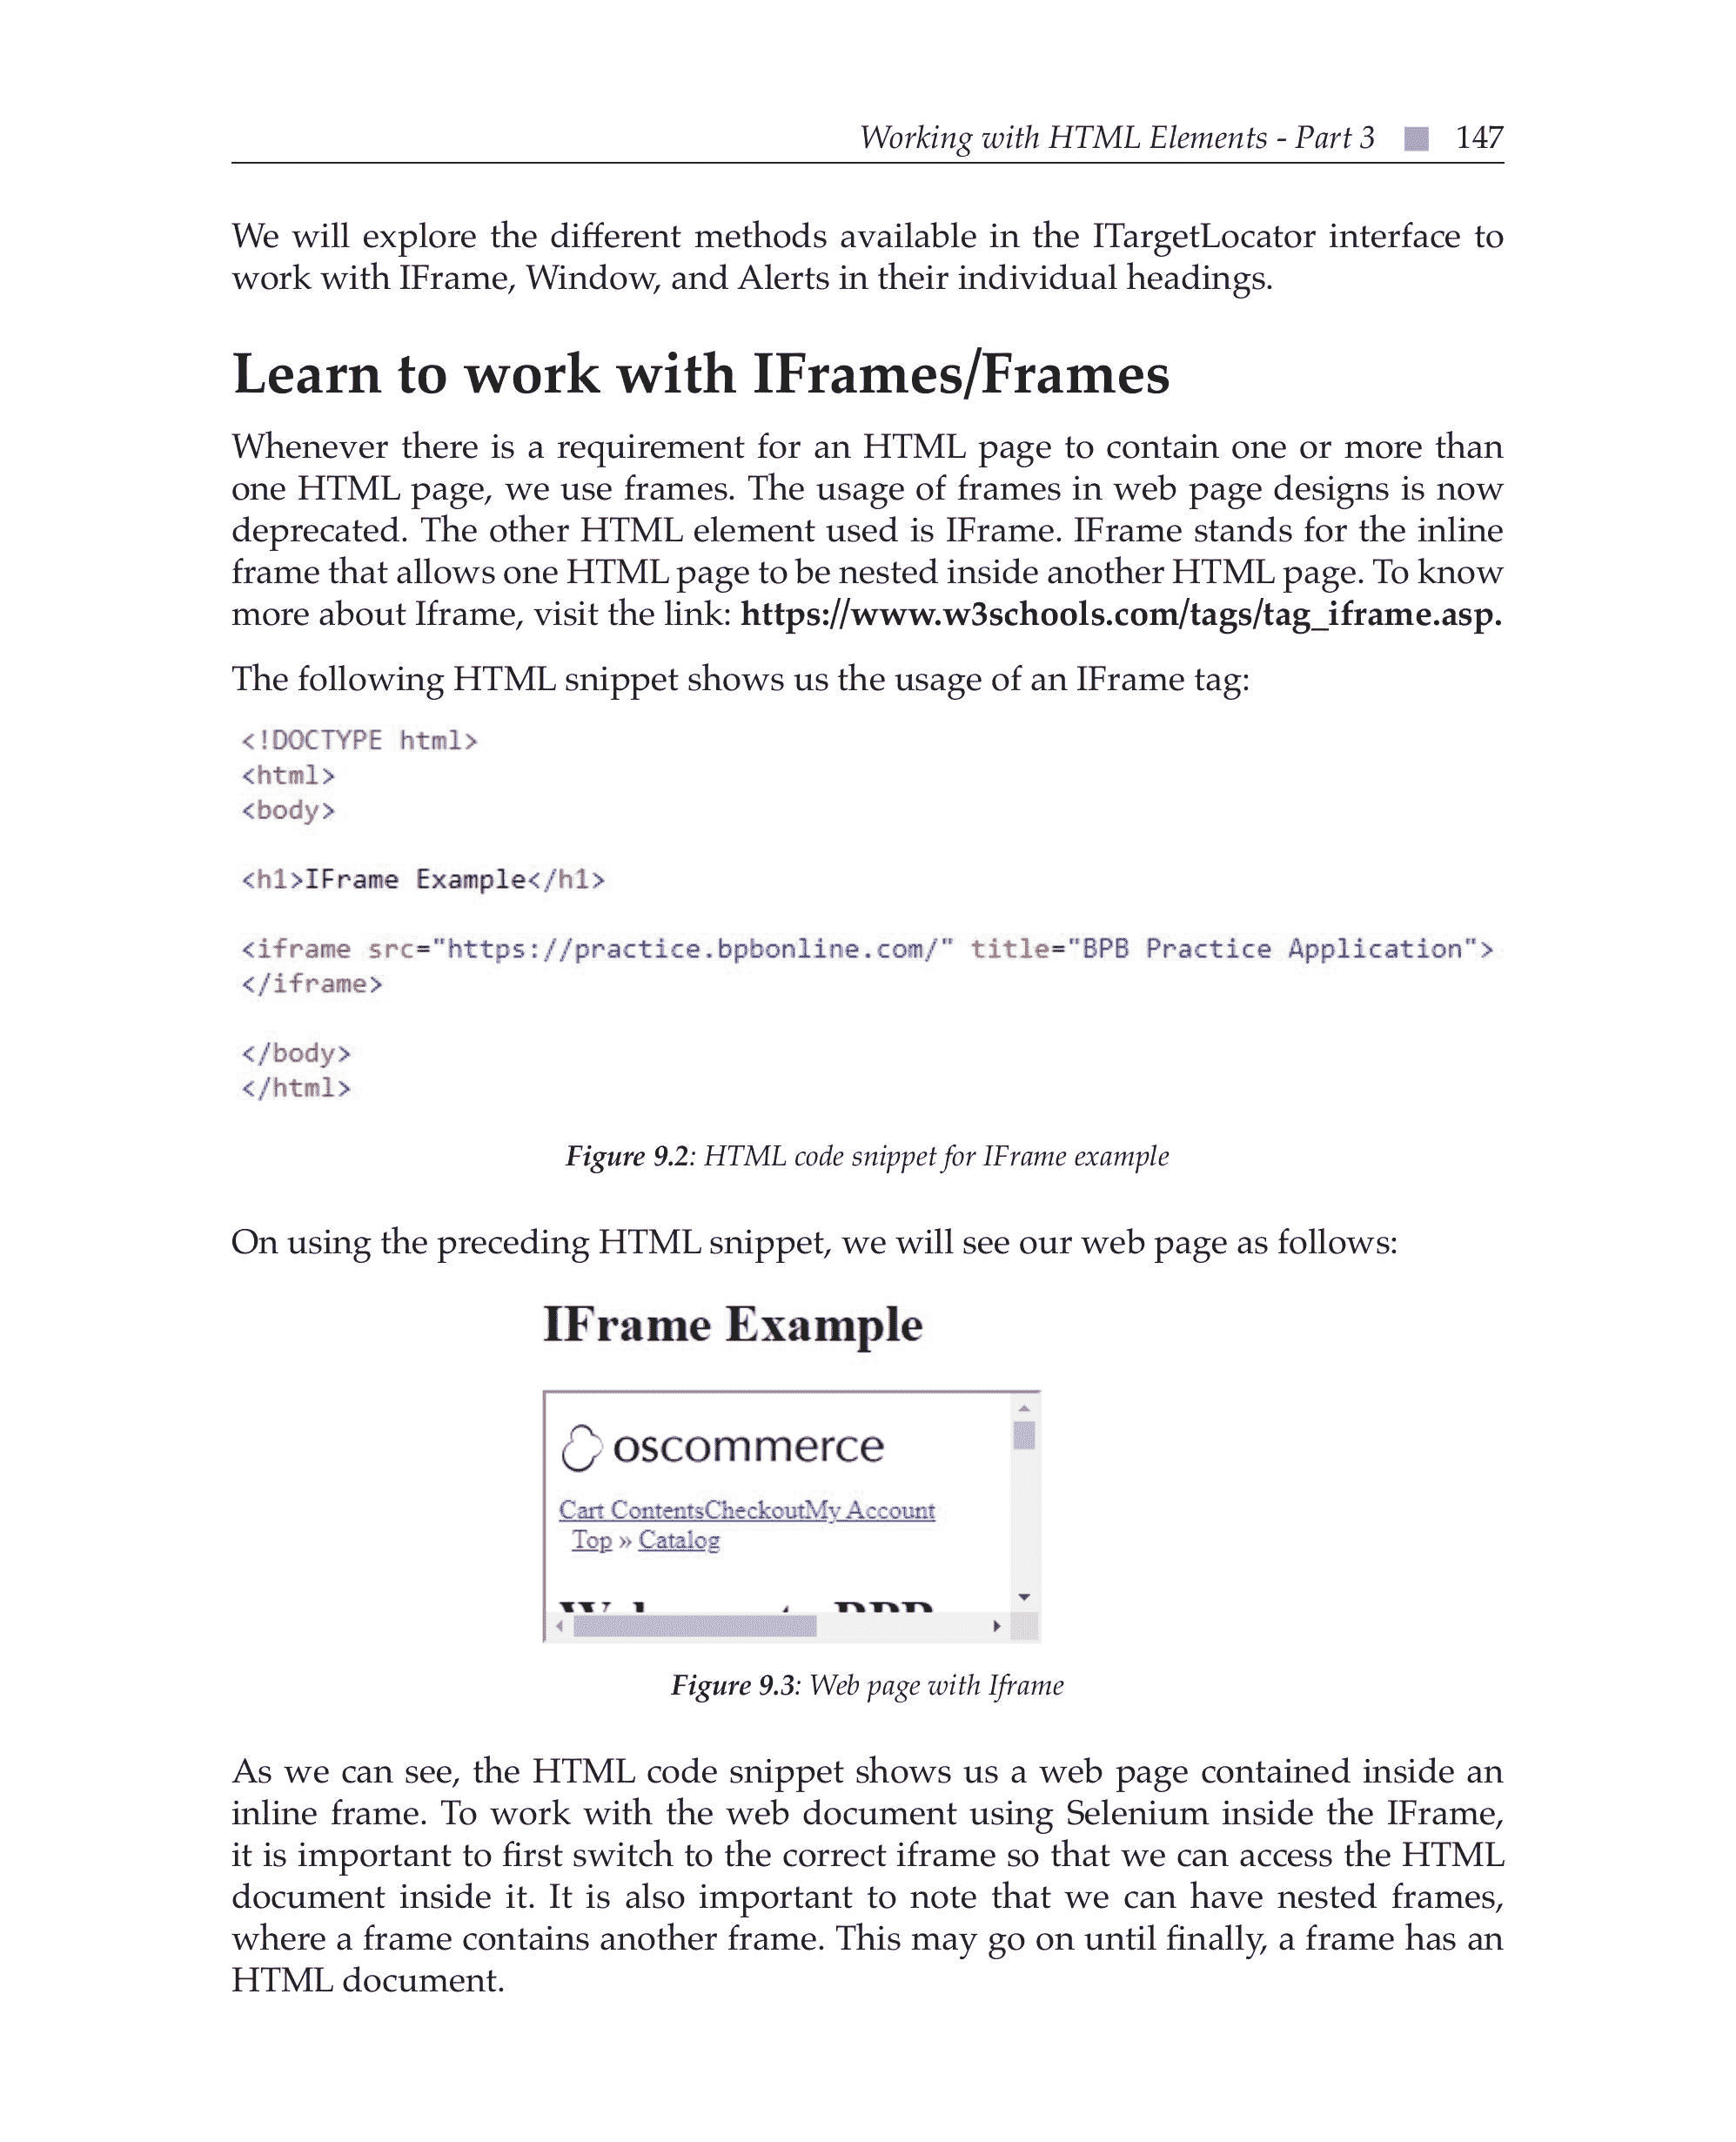 Working with HTML Elements - Part 3 147
We will explore the different methods available in the ITargetLocator interface to
work with IFrame, Window, and Alerts in their individual headings.
Learn to work with IFrames/Frames
Whenever there is a requirement for an HTML page to contain one or more than
one HTML page, we use frames. The usage of frames in web page designs is now
deprecated. The other HTML element used is IFrame. IFrame stands for the inline
frame that allows one HTML page to be nested inside another HTML page. To know
more about Iframe, visit the link: https://www.w3schools.com/tags/tag_iframe.asp.
The following HTML snippet shows us the usage of an IFrame tag:
<!DOCTYPE html>
<html>
<body>
<h1>IFrame Example</h1>
<iframe src="https://practice.bpbonline.com/" title="BPB Practice Application">
</iframe>
</body>
</html>
Figure 9.2: HTML code snippet for IFrame example
On using the preceding HTML snippet, we will see our web page as follows:
IFrame Example
oscommerce
Cart ContentsCheckoutMy Account
Top » Catalog
Figure 9.3: Web page with Iframe
As we can see, the HTML code snippet shows us a web page contained inside an
inline frame. To work with the web document using Selenium inside the IFrame,
it is important to first switch to the correct iframe so that we can access the HTML
document inside it. It is also important to note that we can have nested frames,
where a frame contains another frame. This may go on until finally, a frame has an
HTML document.